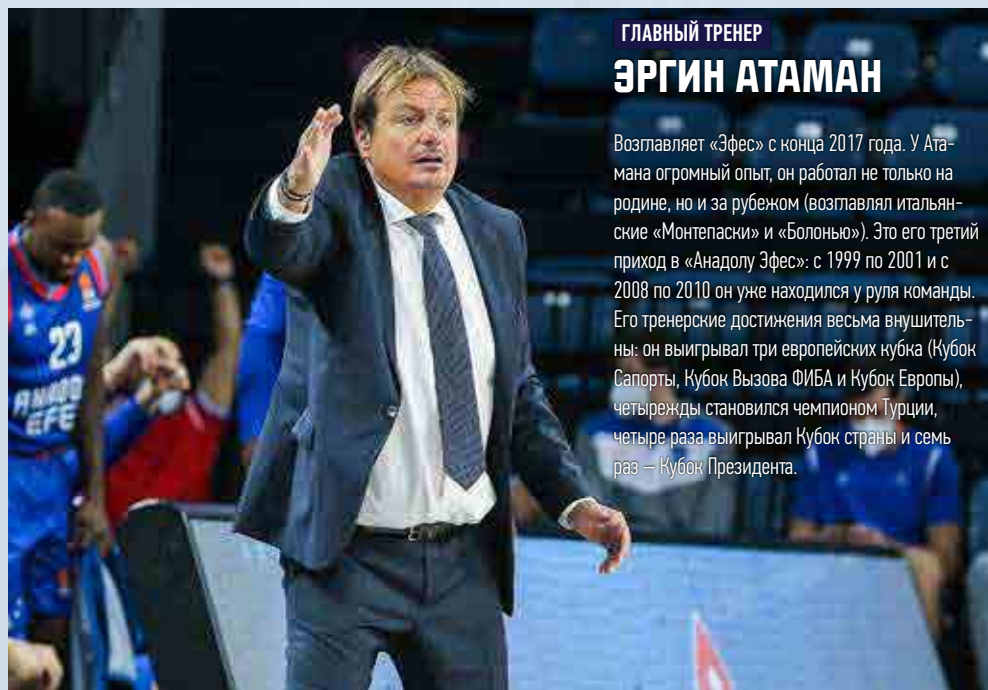 ГЛАВНЫЙ ТРЕНЕР
ЭРГИН АТАМАН
Возглавляет «Эфес» с конца 2017 года. У Ата-
мана огромный опыт, он работал не только на
родине, но и за рубежом (возглавлял итальян-
ские «Монтепаски» и «Болонью»). Это его третий
приход в «Анадолу Эфес»: с 1999 по 2001 и с
2008 по 2010 он уже находился у руля команды.
Его тренерские достижения весьма внушитель-
ны: он выигрывал три европейских кубка (Кубок
Сапорты, Кубок Вызова ФИБА и Кубок Европы),
четырежды становился чемпионом Турции,
четыре раза выигрывал Кубок страны и семь
раз – Кубок Президента.
23
EFE